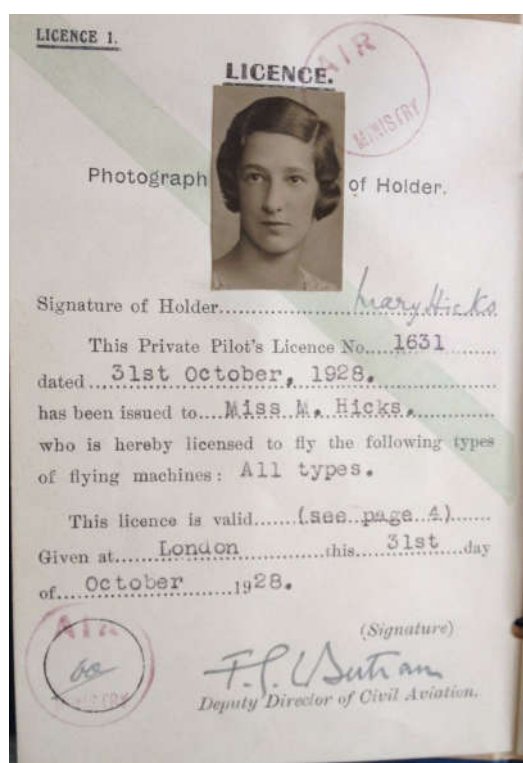 LICENCE 1.
LICENCE.
AIR
MINISTRY
Photograph of Holder.
Signature of Holder..................Mary Hicks
This Private Pilot's Licence No....1631......
dated...31st October, 1928.................
has been issued to....Miss M. Hicks,...........
who is hereby licensed to fly the following types
of flying machines: All types.
This licence is valid......(see page 4)......
Given at......London............this....31st...day
of...October......1928.
AIR
MINISTRY
(Signature)
Deputy Director of Civil Aviation.